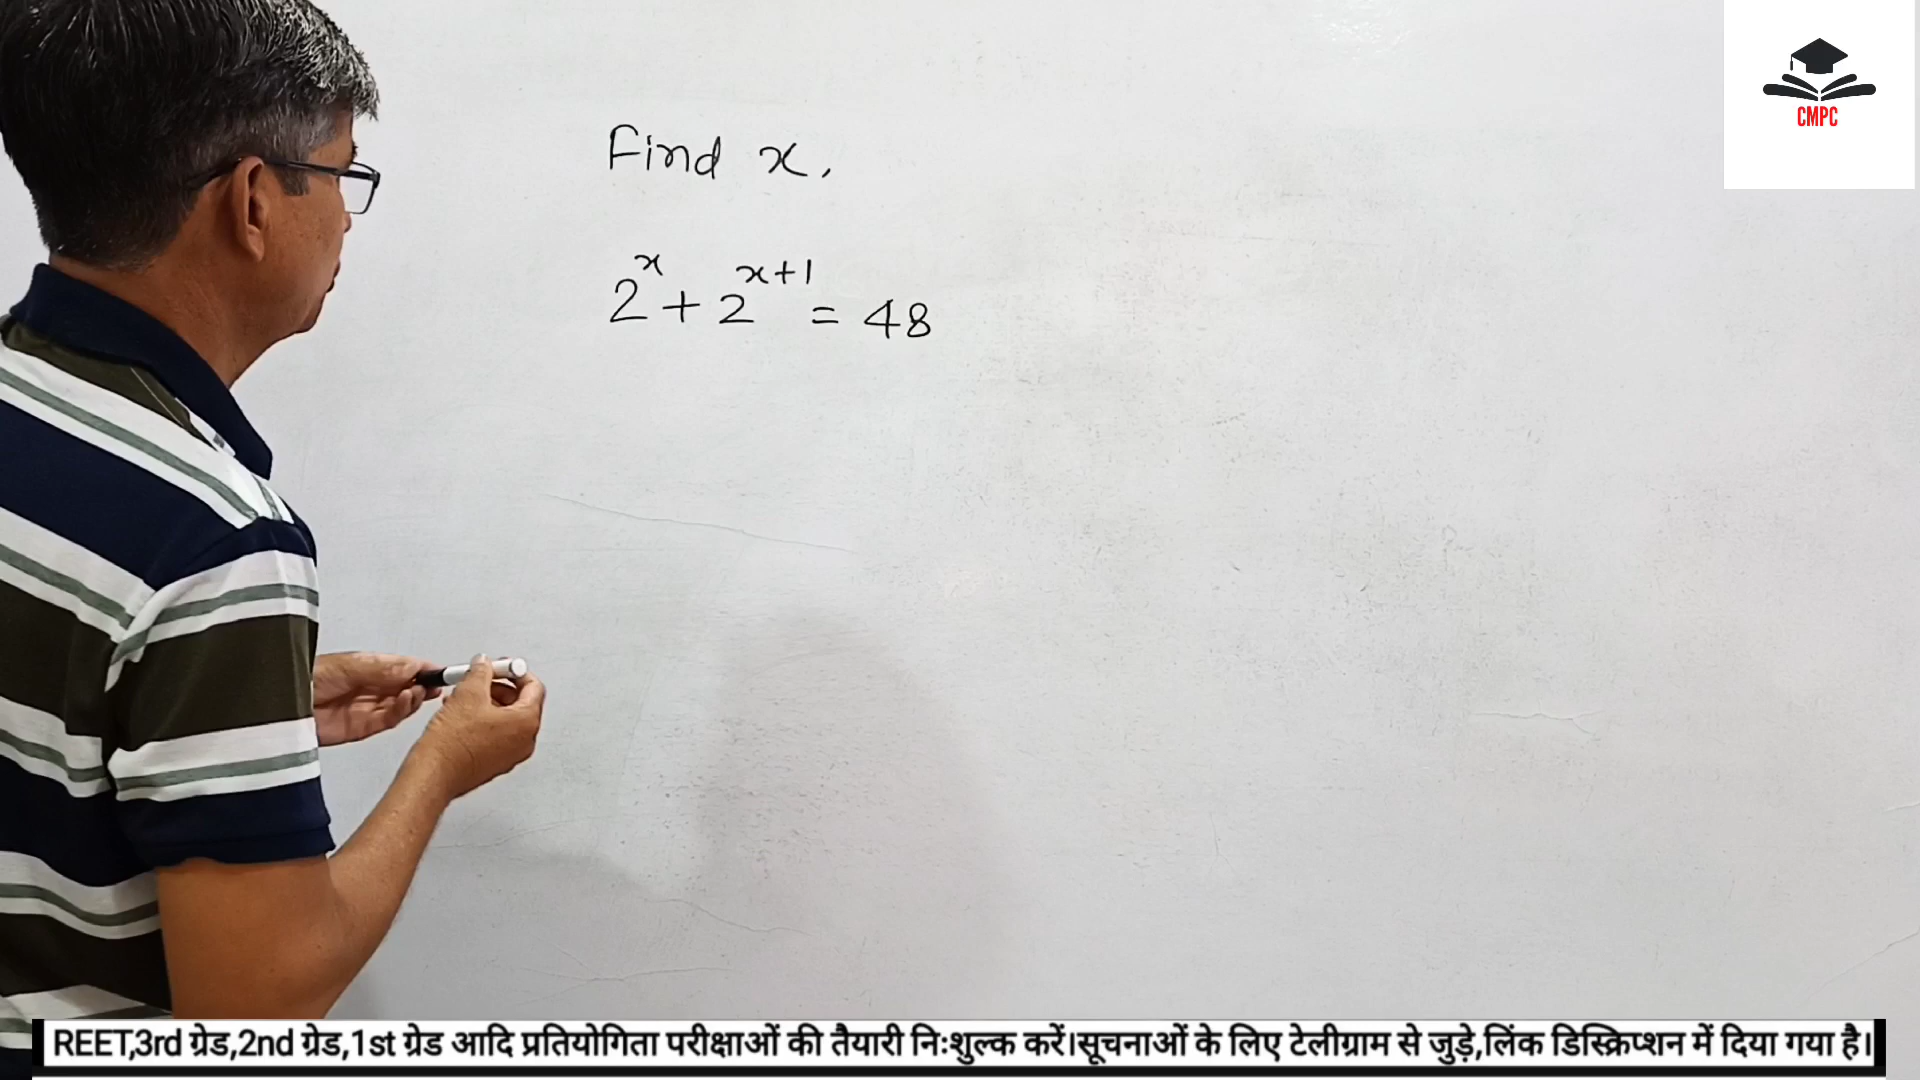 CMPC
Find x,
2^x + 2^{x+1} = 48
REET,3rd ग्रेड,2nd ग्रेड,1st ग्रेड आदि प्रतियोगिता परीक्षाओं की तैयारी निःशुल्क करें।सूचनाओं के लिए टेलीग्राम से जुड़े,लिंक डिस्क्रिप्शन में दिया गया है।